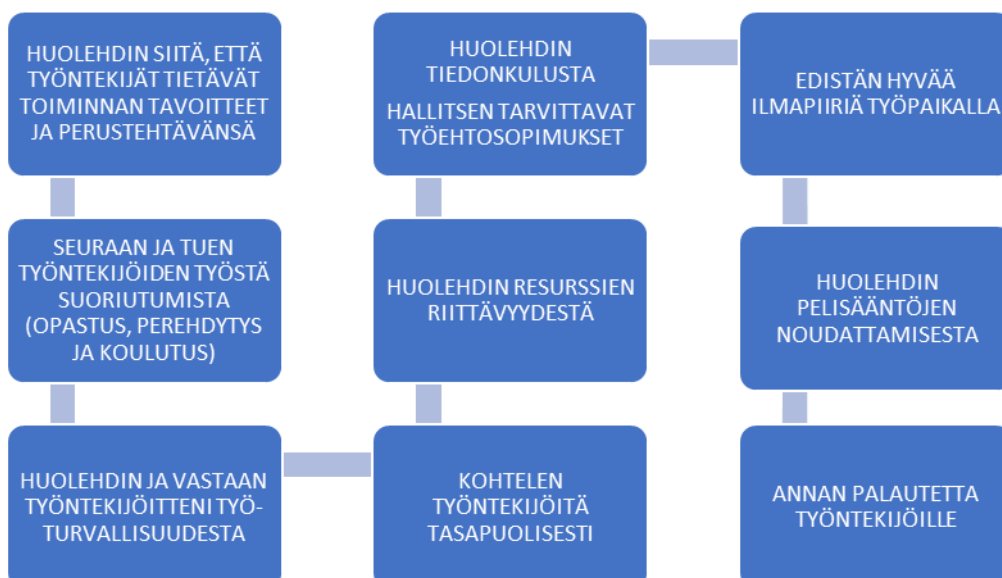 HUOLEHDIN SIITÄ, ETTÄ
TYÖNTEKIJÄT TIETÄVÄT
TOIMINNAN TAVOITTEET
JA PERUSTEHTÄVÄNSÄ
SEURAAN JA TUEN
TYÖNTEKIJÖIDEN TYÖSTÄ
SUORIUTUMISTA
(OPASTUS, PEREHDYTYS
JA KOULUTUS)
HUOLEHDIN JA VASTAAN
TYÖNTEKIJÖITTENI TYÖ-
TURVALLISUUDESTA
KOHTELEN
TYÖNTEKIJÖITÄ
TASAPUOLISESTI
HUOLEHDIN RESURSSIEN
RIITTÄVYYDESTÄ
HUOLEHDIN
TIEDONKULUSTA
HALLITSEN TARVITTAVAT
TYÖEHTOSOPIMUKSET
EDISTÄN HYVÄÄ
ILMAPIIRIÄ TYÖPAIKALLA
HUOLEHDIN
PELISÄÄNTÖJEN
NOUDATTAMISESTA
ANNAN PALAUTETTA
TYÖNTEKIJÖILLE